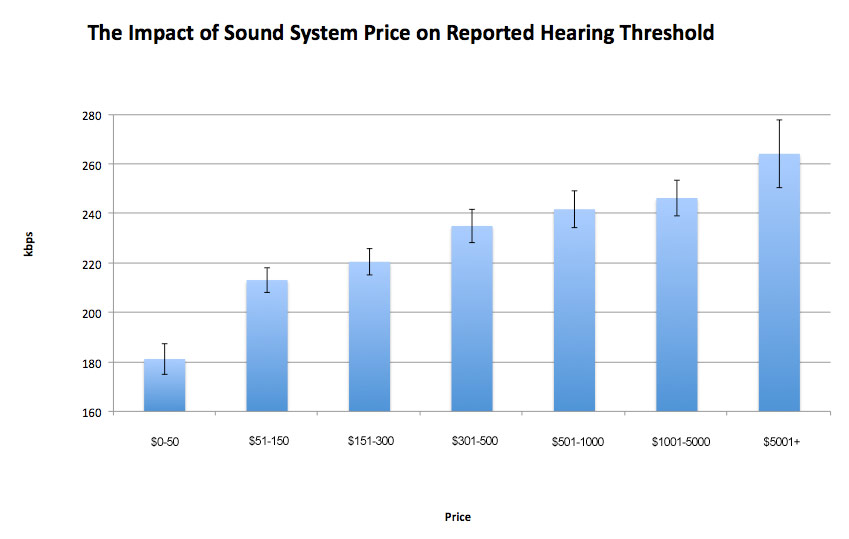 The Impact of Sound System Price on Reported Hearing Threshold
280
260
240
220
200
180
160
kbps
$0-50 $51-150 $151-300 $301-500 $501-1000 $1001-5000 $5001+
Price